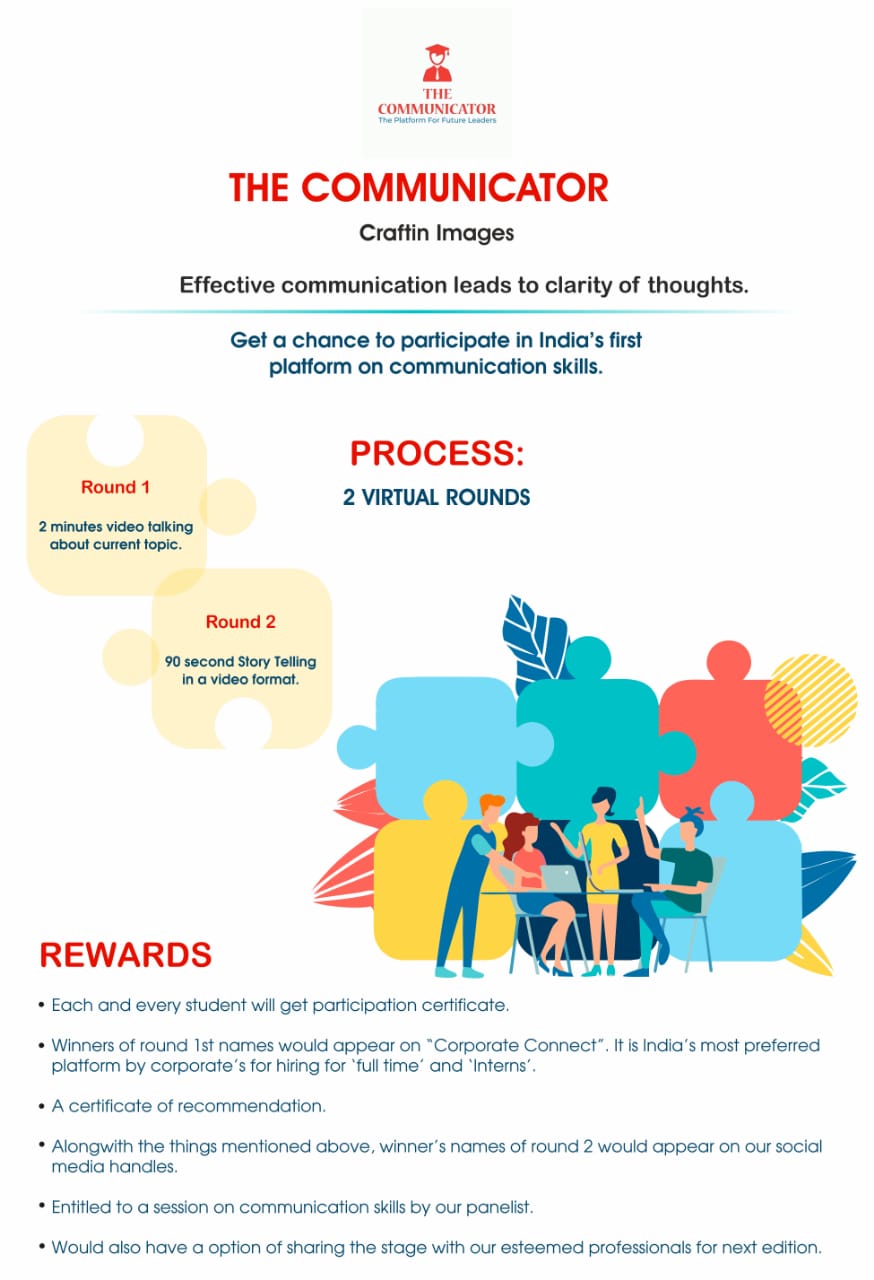 THE
COMMUNICATOR
The Platform For Future Leaders
THE COMMUNICATOR
Craftin Images
Effective communication leads to clarity of thoughts.
Get a chance to participate in India's first
platform on communication skills.
PROCESS:
2 VIRTUAL ROUNDS
Round 1
2 minutes video talking
about current topic.
Round 2
90 second Story Telling
in a video format.
REWARDS
• Each and every student will get participation certificate.
• Winners of round 1st names would appear on “Corporate Connect”. It is India's most preferred
platform by corporate's for hiring for ‘full time’ and ‘Interns’.
• A certificate of recommendation.
• Alongwith the things mentioned above, winner's names of round 2 would appear on our social
media handles.
• Entitled to a session on communication skills by our panelist.
• Would also have a option of sharing the stage with our esteemed professionals for next edition.